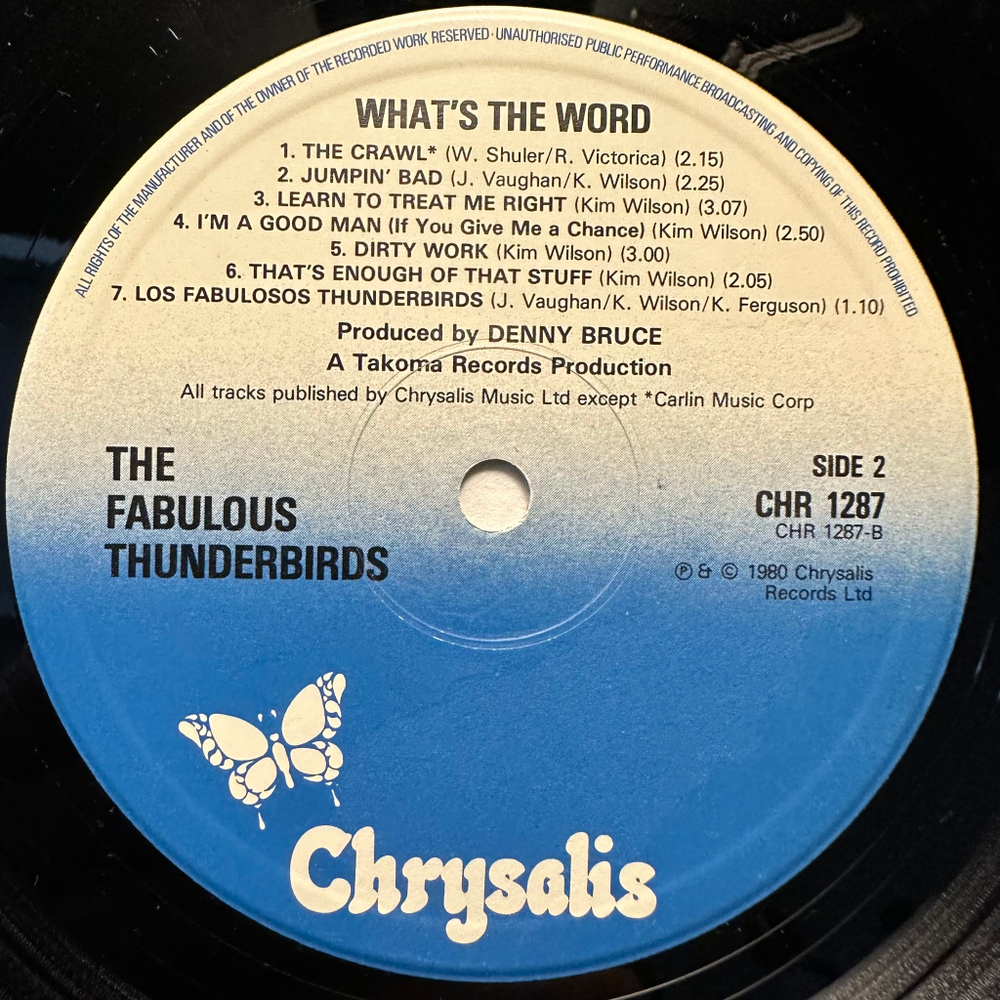 ALL RIGHTS OF THE MANUFACTURER AND OF THE OWNER OF THE RECORDED WORK RESERVED · UNAUTHORISED PUBLIC PERFORMANCE BROADCASTING AND COPYING OF THIS RECORD PROHIBITED
WHAT'S THE WORD
1. THE CRAWL* (W. Shuler/R. Victorica) (2.15)
2. JUMPIN' BAD (J. Vaughan/K. Wilson) (2.25)
3. LEARN TO TREAT ME RIGHT (Kim Wilson) (3.07)
4. I'M A GOOD MAN (If You Give Me a Chance) (Kim Wilson) (2.50)
5. DIRTY WORK (Kim Wilson) (3.00)
6. THAT'S ENOUGH OF THAT STUFF (Kim Wilson) (2.05)
7. LOS FABULOSOS THUNDERBIRDS (J. Vaughan/K. Wilson/K. Ferguson) (1.10)
Produced by DENNY BRUCE
A Takoma Records Production
All tracks published by Chrysalis Music Ltd except *Carlin Music Corp
THE
FABULOUS
THUNDERBIRDS
SIDE 2
CHR 1287
CHR 1287-B
℗ & © 1980 Chrysalis
Records Ltd
Chrysalis